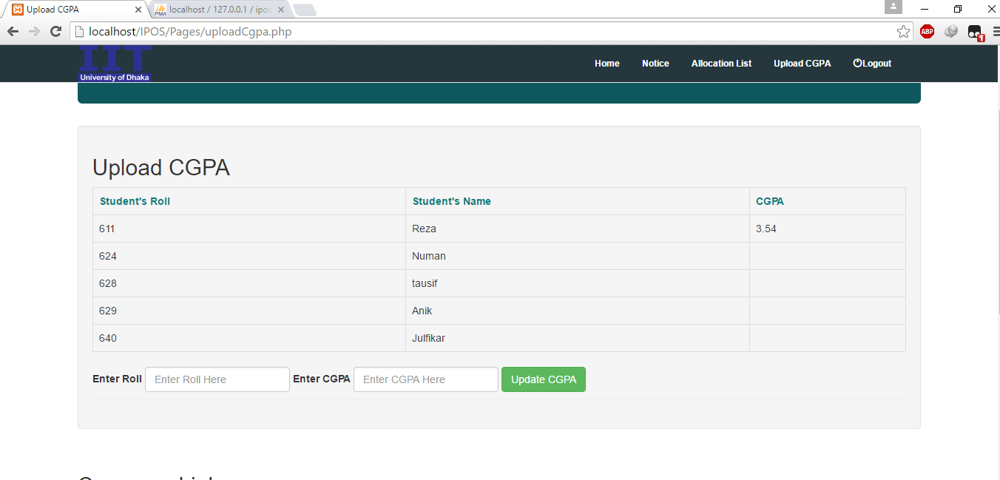 Upload CGPA
localhost / 127.0.0.1 / ipos
localhost/IPOS/Pages/uploadCgpa.php
ABP
1
IIT
University of Dhaka
Home Notice Allocation List Upload CGPA Logout
Upload CGPA
Student's Roll Student's Name CGPA
611 Reza 3.54
624 Numan
628 tausif
629 Anik
640 Julfikar
Enter Roll Enter Roll Here Enter CGPA Enter CGPA Here Update CGPA